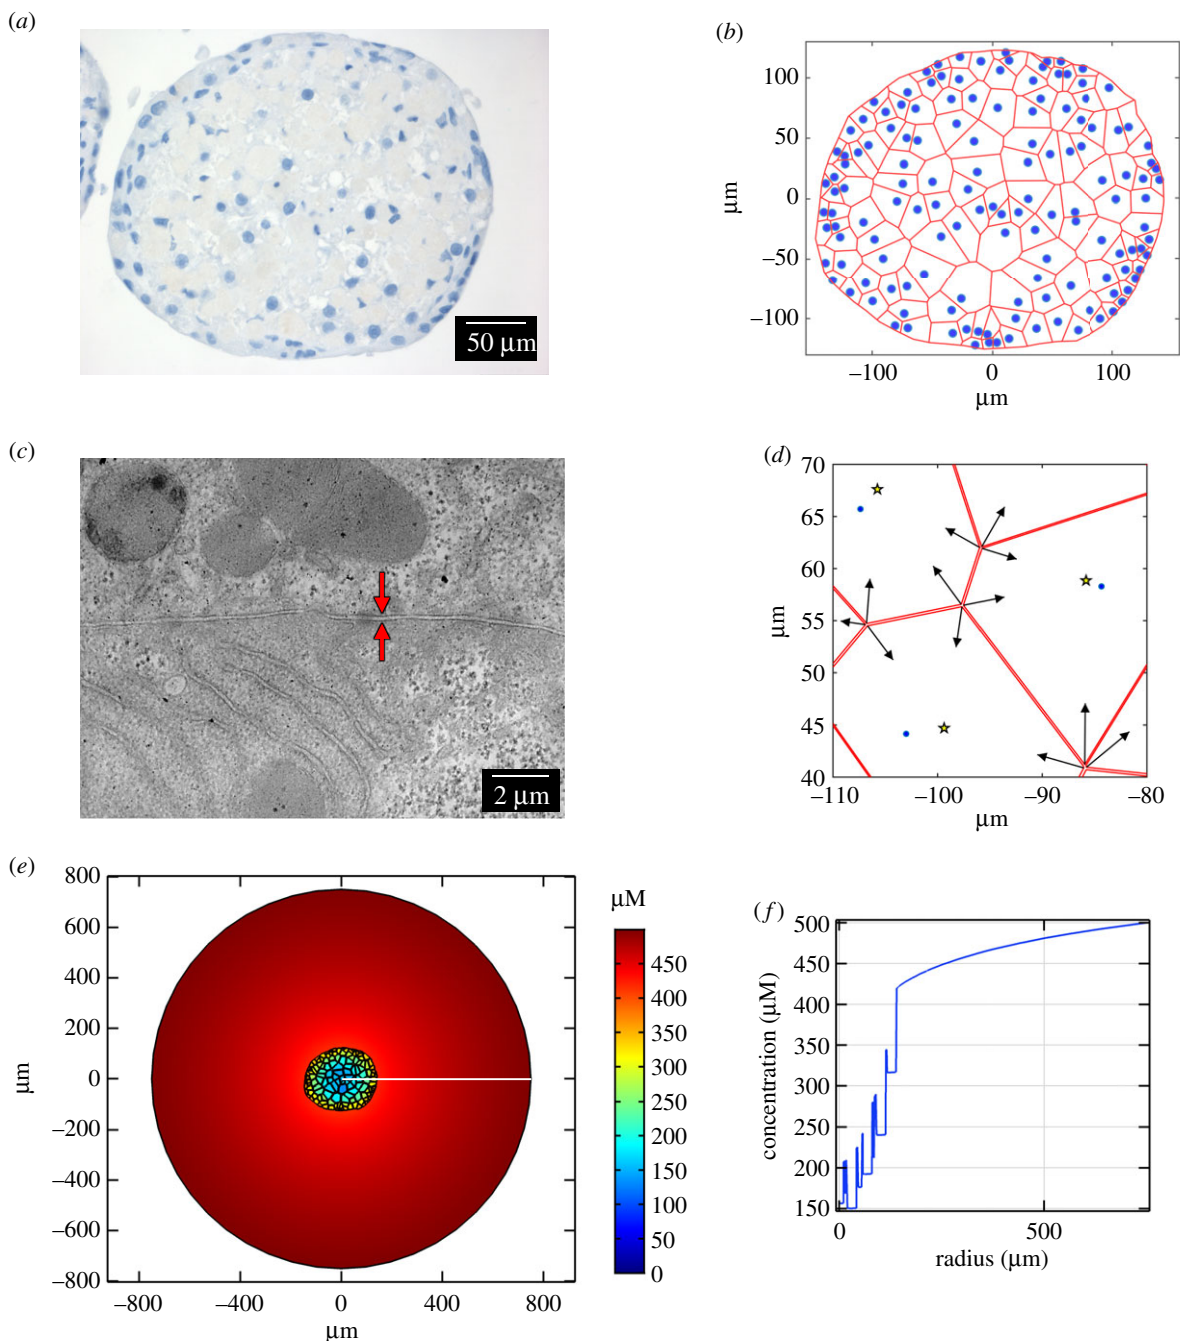 (a)
50 µm
(b)
100
50
0
−50
−100
µm
−100 0 100
µm
(c)
2 µm
(d)
70
65
60
55
50
45
40
µm
−110 −100 −90 −80
µm
(e)
800
600
400
200
0
−200
−400
−600
−800
µm
−800 −400 0 400 800
µm
µM
450
400
350
300
250
200
150
100
50
0
(f)
500
450
400
350
300
250
200
150
concentration (µM)
0 500
radius (µm)